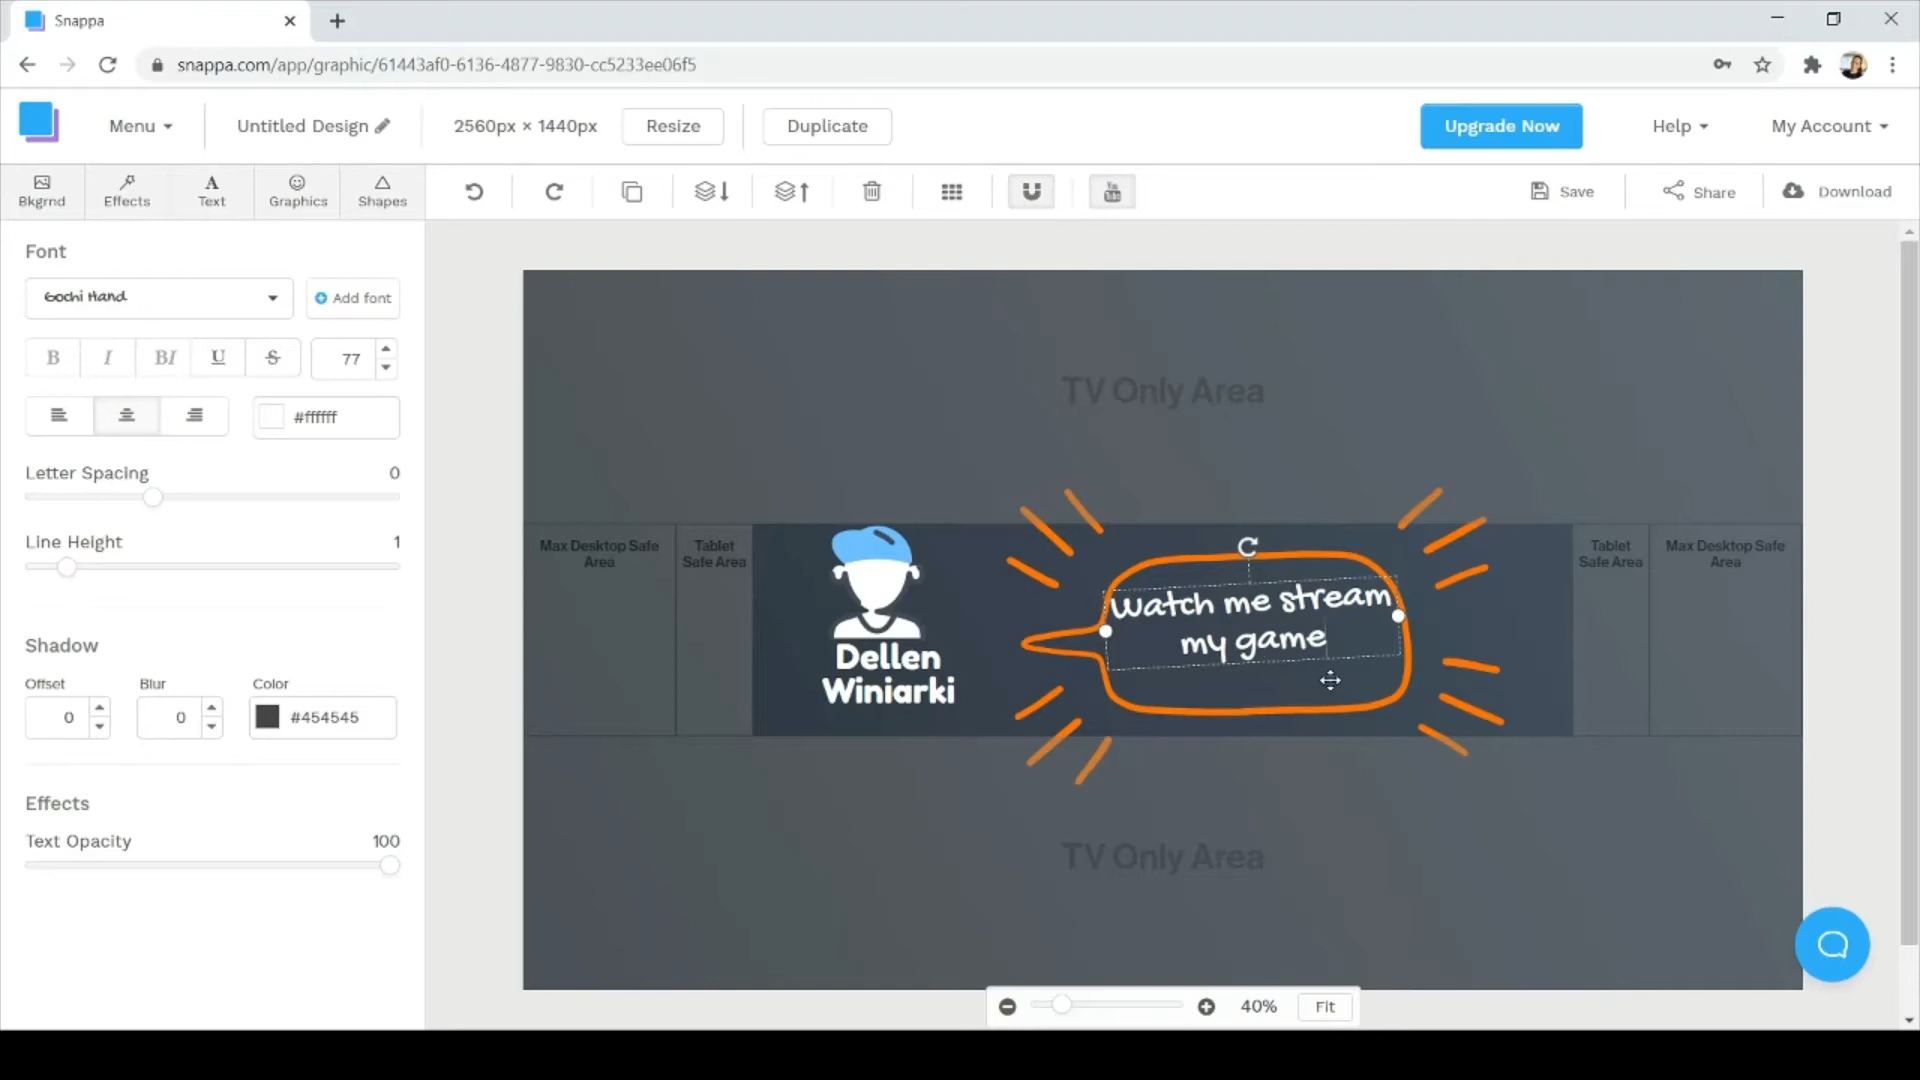 Snappa
snappa.com/app/graphic/61443af0-6136-4877-9830-cc5233ee06f5
Menu
Untitled Design
2560px × 1440px
Resize
Duplicate
Upgrade Now
Help
My Account
Bkgrnd
Effects
Text
Graphics
Shapes
Save
Share
Download
Font
Gochi Hand
Add font
B
I
BI
U
S
77
#ffffff
Letter Spacing
0
Line Height
1
Shadow
Offset
Blur
Color
0
0
#454545
Effects
Text Opacity
100
TV Only Area
Max Desktop Safe
Area
Tablet
Safe Area
Dellen
Winiarki
Watch me stream
my game
Tablet
Safe Area
Max Desktop Safe
Area
TV Only Area
40%
Fit